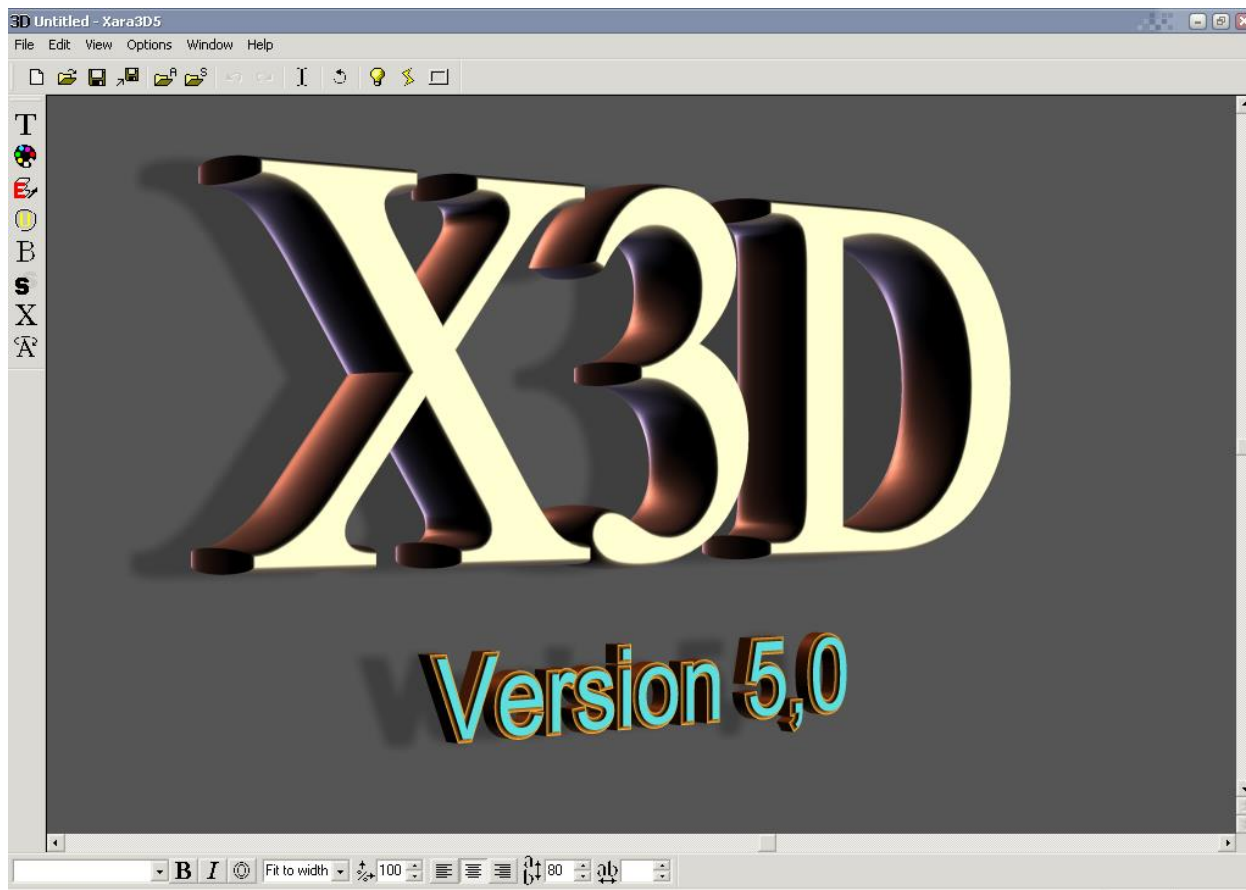 3D Untitled - Xara3D5
File Edit View Options Window Help
X3D
Version 5,0
B I Fit to width 100 80